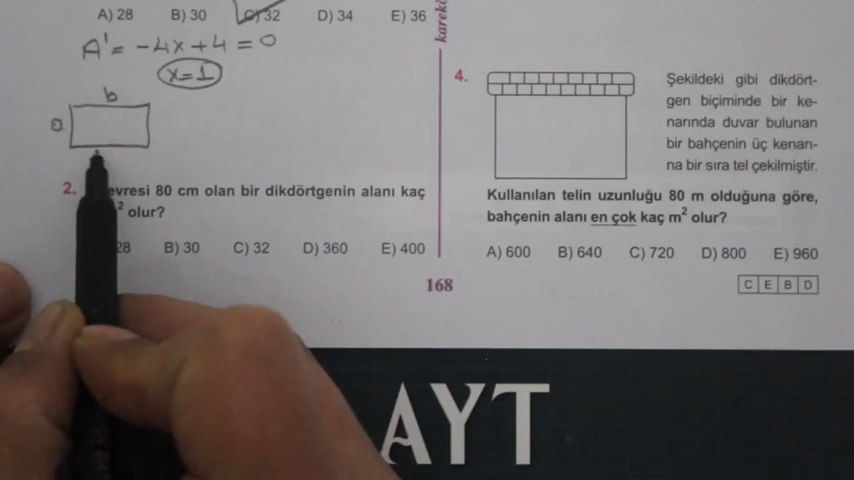 A) 28 B) 30 C) 32 D) 34 E) 36
A' = -4x+4 = 0
x=1
b
a
2. evresi 80 cm olan bir dikdörtgenin alanı kaç
² olur?
28 B) 30 C) 32 D) 360 E) 400
karek
4.
Şekildeki gibi dikdört-
gen biçiminde bir ke-
narında duvar bulunan
bir bahçenin üç kenarı-
na bir sıra tel çekilmiştir.
Kullanılan telin uzunluğu 80 m olduğuna göre,
bahçenin alanı en çok kaç m² olur?
A) 600 B) 640 C) 720 D) 800 E) 960
168
C E B D
AYT